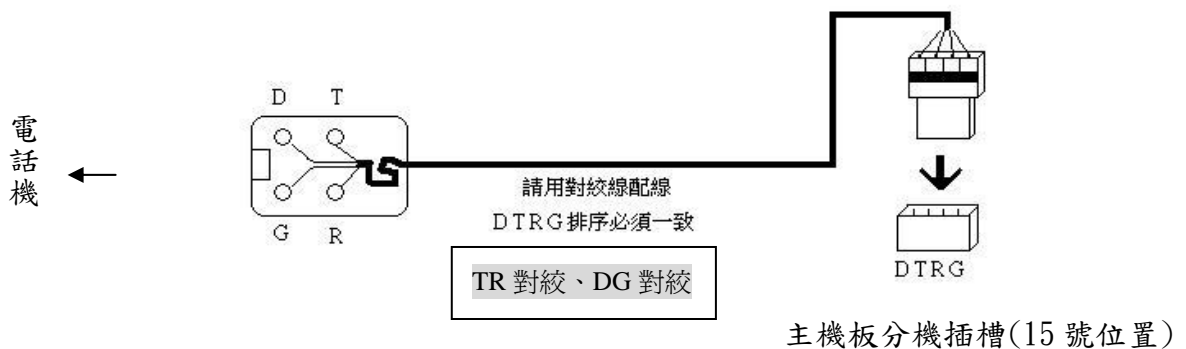 電話機
D T
G R
請用對絞線配線
DTRG排序必須一致
TR 對絞、DG 對絞
DTRG
主機板分機插槽(15 號位置)